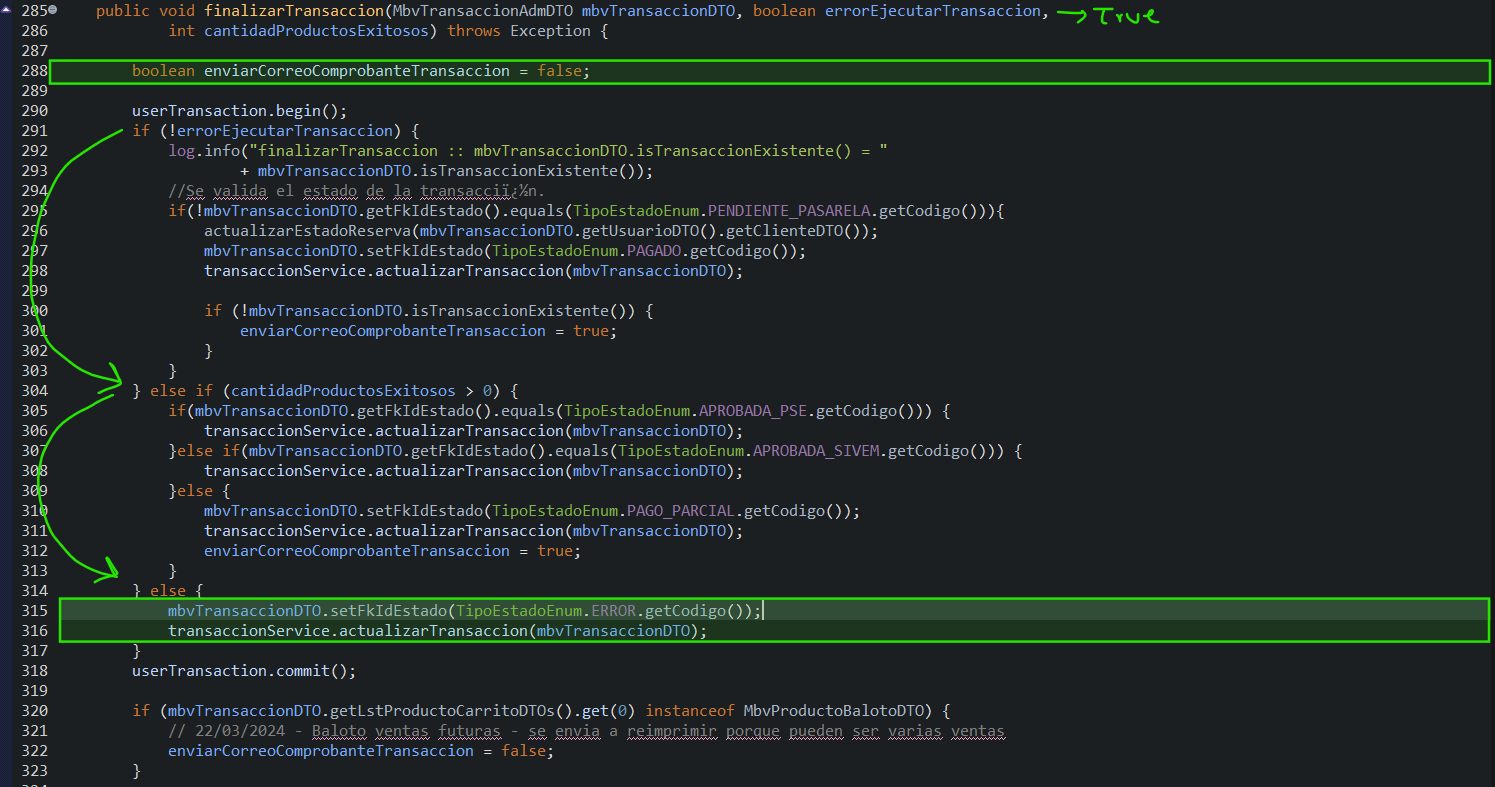 285 public void finalizarTransaccion(MbvTransaccionAdmDTO mbvTransaccionDTO, boolean errorEjecutarTransaccion, → True
286 int cantidadProductosExitosos) throws Exception {
287
288 boolean enviarCorreoComprobanteTransaccion = false;
289
290 userTransaction.begin();
291 if (!errorEjecutarTransaccion) {
292 log.info("finalizarTransaccion :: mbvTransaccionDTO.isTransaccionExistente() = "
293 + mbvTransaccionDTO.isTransaccionExistente());
294 //Se valida el estado de la transacciï¿½n.
295 if(!mbvTransaccionDTO.getFkIdEstado().equals(TipoEstadoEnum.PENDIENTE_PASARELA.getCodigo())){
296 actualizarEstadoReserva(mbvTransaccionDTO.getUsuarioDTO().getClienteDTO());
297 mbvTransaccionDTO.setFkIdEstado(TipoEstadoEnum.PAGADO.getCodigo());
298 transaccionService.actualizarTransaccion(mbvTransaccionDTO);
299
300 if (!mbvTransaccionDTO.isTransaccionExistente()) {
301 enviarCorreoComprobanteTransaccion = true;
302 }
303 }
304 } else if (cantidadProductosExitosos > 0) {
305 if(mbvTransaccionDTO.getFkIdEstado().equals(TipoEstadoEnum.APROBADA_PSE.getCodigo())) {
306 transaccionService.actualizarTransaccion(mbvTransaccionDTO);
307 }else if(mbvTransaccionDTO.getFkIdEstado().equals(TipoEstadoEnum.APROBADA_SIVEM.getCodigo())) {
308 transaccionService.actualizarTransaccion(mbvTransaccionDTO);
309 }else {
310 mbvTransaccionDTO.setFkIdEstado(TipoEstadoEnum.PAGO_PARCIAL.getCodigo());
311 transaccionService.actualizarTransaccion(mbvTransaccionDTO);
312 enviarCorreoComprobanteTransaccion = true;
313 }
314 } else {
315 mbvTransaccionDTO.setFkIdEstado(TipoEstadoEnum.ERROR.getCodigo());
316 transaccionService.actualizarTransaccion(mbvTransaccionDTO);
317 }
318 userTransaction.commit();
319
320 if (mbvTransaccionDTO.getLstProductoCarritoDTOs().get(0) instanceof MbvProductoBalotoDTO) {
321 // 22/03/2024 - Baloto ventas futuras - se envia a reimprimir porque pueden ser varias ventas
322 enviarCorreoComprobanteTransaccion = false;
323 }